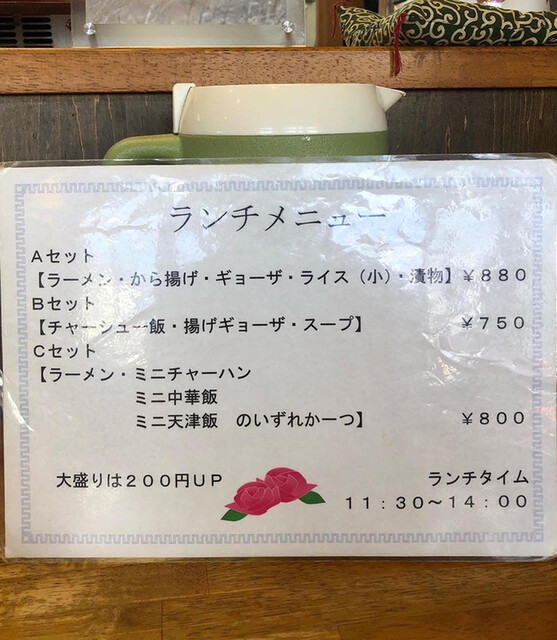 ランチメニュー
Aセット
【ラーメン・から揚げ・ギョーザ・ライス（小）・漬物】￥８８０
Bセット
【チャーシュー飯・揚げギョーザ・スープ】 ￥７５０
Cセット
【ラーメン・ミニチャーハン
ミニ中華飯
ミニ天津飯　のいずれか一つ】 ￥８００
大盛りは２００円ＵＰ
ランチタイム
１１：３０～１４：００